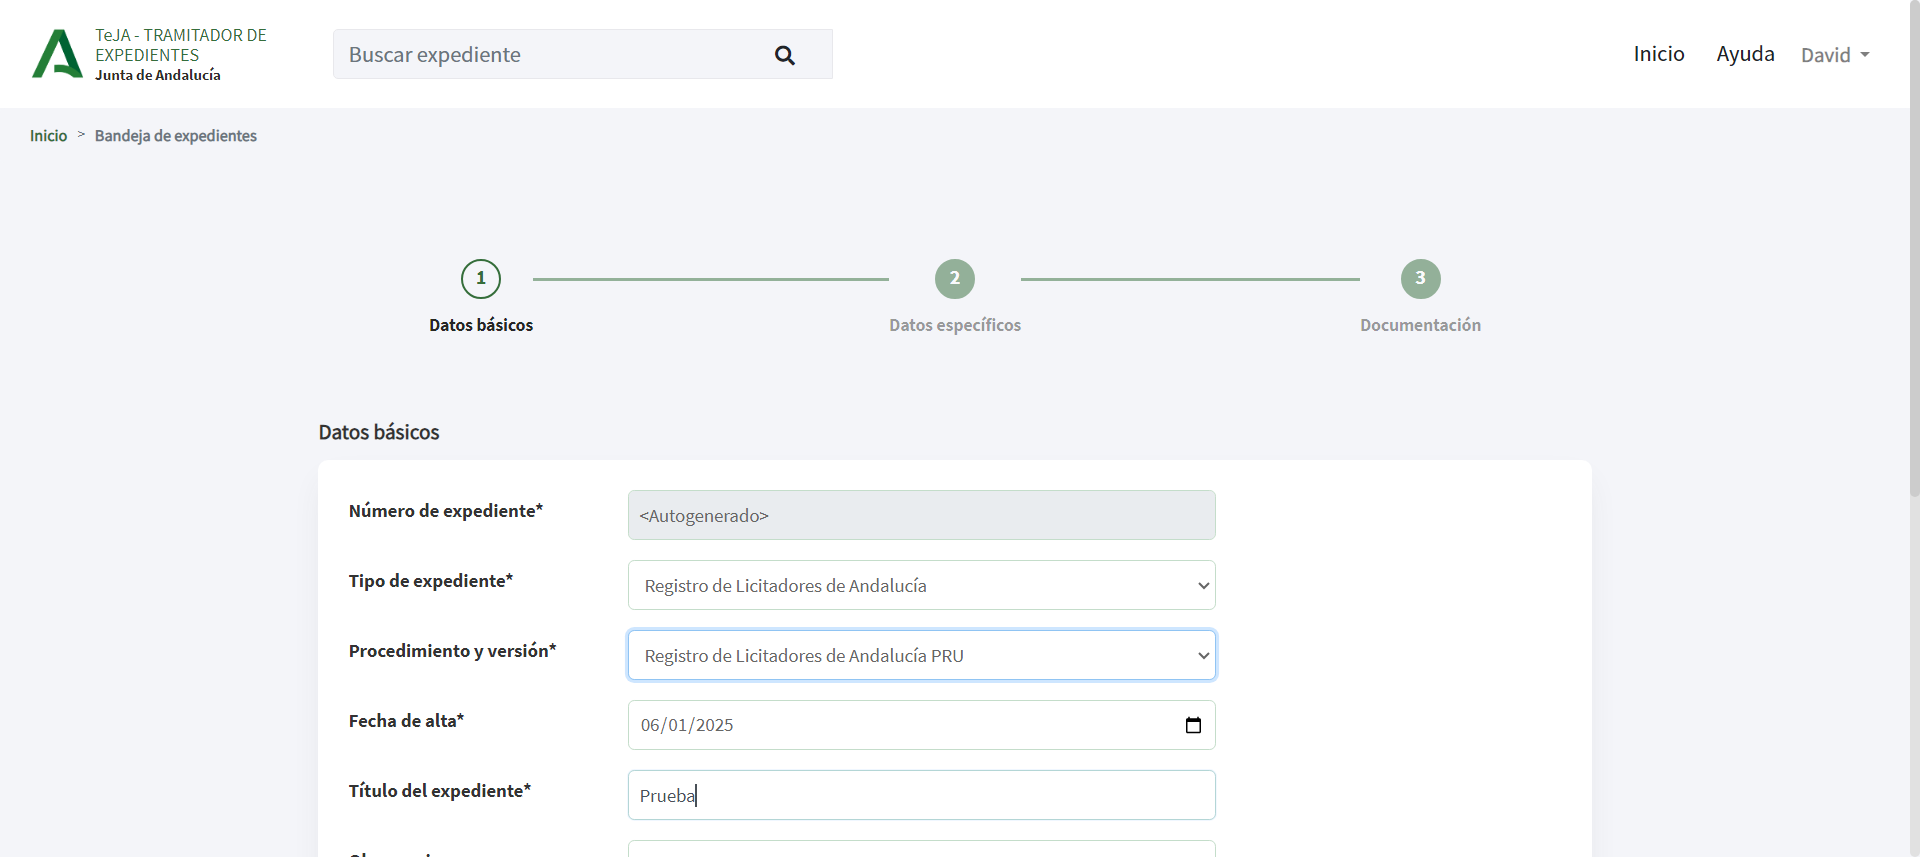 TeJA - TRAMITADOR DE
EXPEDIENTES
Junta de Andalucía
Buscar expediente
Inicio
Ayuda
David
Inicio > Bandeja de expedientes
1
2
3
Datos básicos
Datos específicos
Documentación
Datos básicos
Número de expediente*
<Autogenerado>
Tipo de expediente*
Registro de Licitadores de Andalucía
Procedimiento y versión*
Registro de Licitadores de Andalucía PRU
Fecha de alta*
06/01/2025
Título del expediente*
Prueba